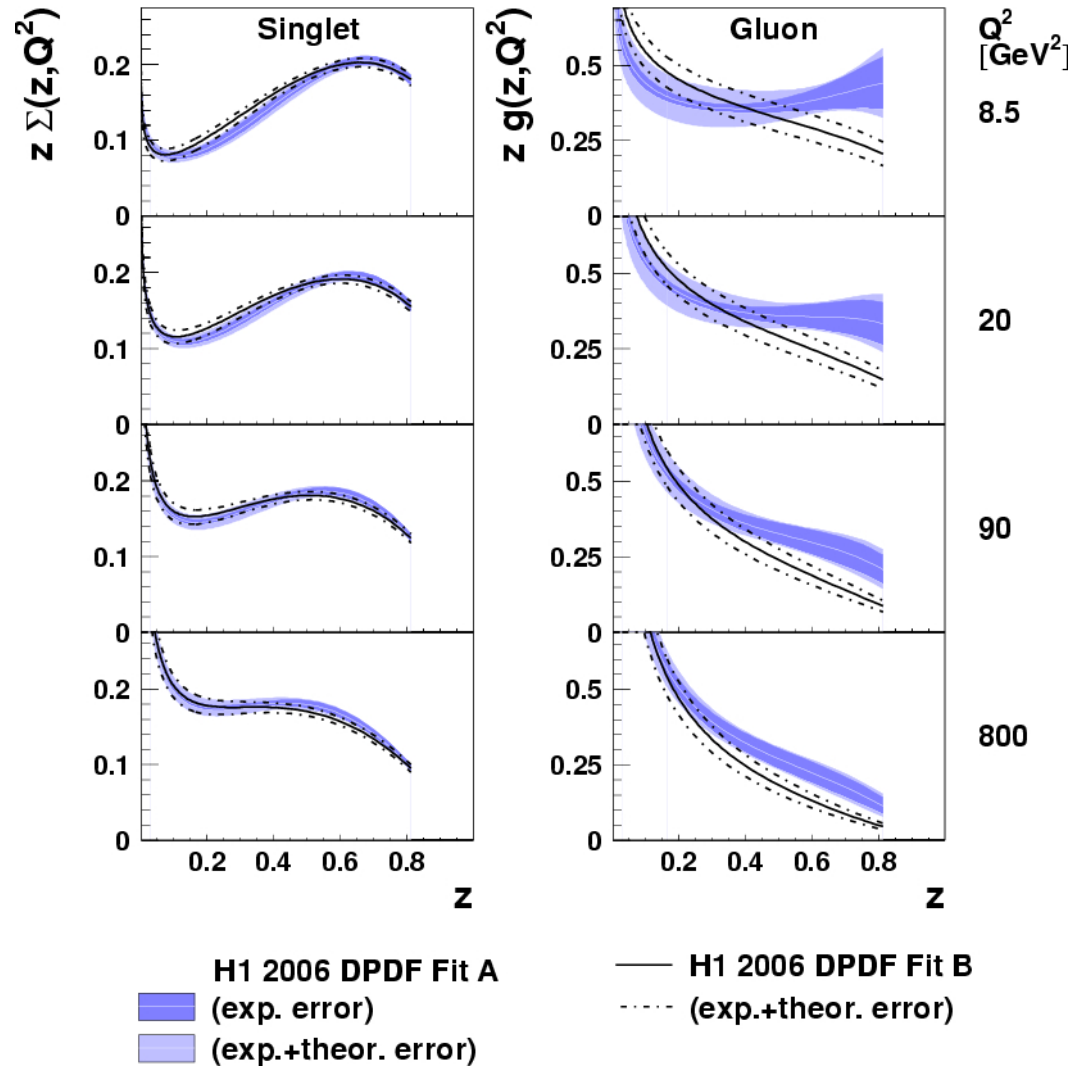 Singlet
Gluon
z Σ(z,Q²)
z g(z,Q²)
Q²
[GeV²]
0.2
0.1
0
0.5
0.25
0
8.5
0.2
0.1
0
0.5
0.25
0
20
0.2
0.1
0
0.5
0.25
0
90
0.2
0.1
0
0.5
0.25
0
800
0.2 0.4 0.6 0.8
0.2 0.4 0.6 0.8
z
z
H1 2006 DPDF Fit A
(exp. error)
(exp.+theor. error)
H1 2006 DPDF Fit B
(exp.+theor. error)